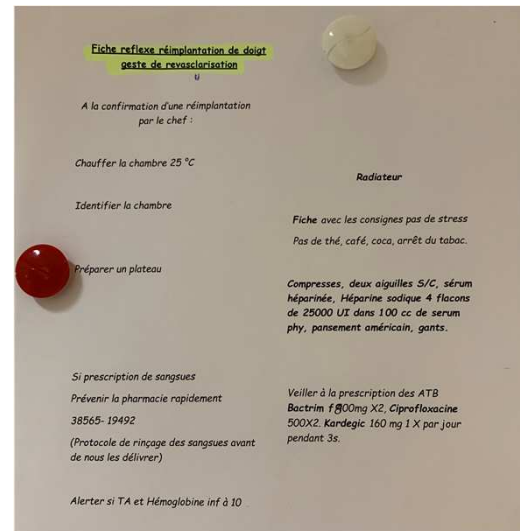 Fiche reflexe réimplantation de doigt
geste de revasclarisation
A la confirmation d'une réimplantation
par le chef :
Chauffer la chambre 25 °C
Radiateur
Identifier la chambre
Fiche avec les consignes pas de stress
Pas de thé, café, coca, arrêt du tabac.
Préparer un plateau
Compresses, deux aiguilles S/C, sérum
héparinée, Héparine sodique 4 flacons
de 25000 UI dans 100 cc de serum
phy, pansement américain, gants.
Si prescription de sangsues
Prévenir la pharmacie rapidement
38565- 19492
(Protocole de rinçage des sangsues avant
de nous les délivrer)
Veiller à la prescription des ATB
Bactrim f 800mg X2, Ciprofloxacine
500X2. Kardegic 160 mg 1 X par jour
pendant 3s.
Alerter si TA et Hémoglobine inf à 10